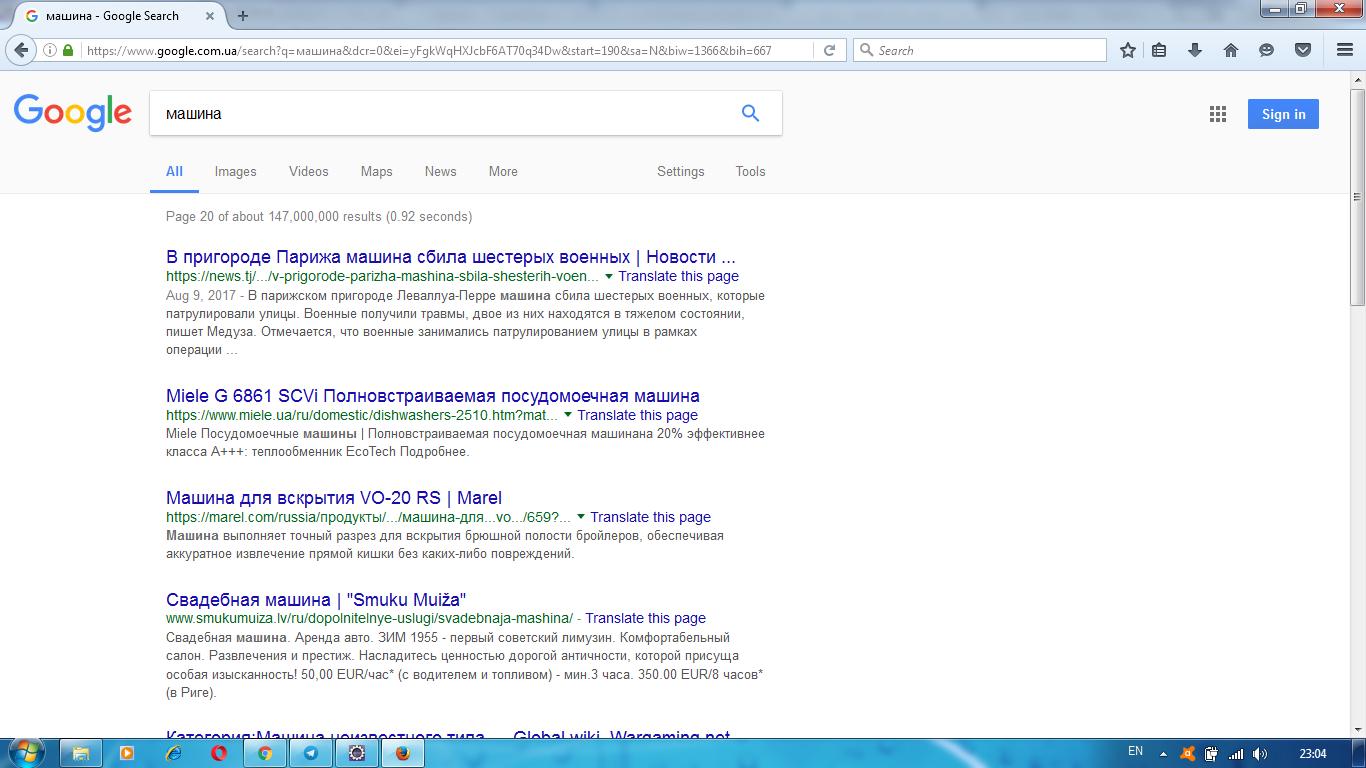 машина - Google Search
https://www.google.com.ua/search?q=машина&dcr=0&ei=yFgkWqHXJcbF6AT70q34Dw&start=190&sa=N&biw=1366&bih=667
Search
Google
машина
Sign in
All Images Videos Maps News More Settings Tools
Page 20 of about 147,000,000 results (0.92 seconds)
В пригороде Парижа машина сбила шестерых военных | Новости ...
https://news.tj/.../v-prigorode-parizha-mashina-sbila-shesterih-voen... Translate this page
Aug 9, 2017 - В парижском пригороде Леваллуа-Перре машина сбила шестерых военных, которые
патрулировали улицы. Военные получили травмы, двое из них находятся в тяжелом состоянии,
пишет Медуза. Отмечается, что военные занимались патрулированием улицы в рамках
операции ...
Miele G 6861 SCVi Полновстраиваемая посудомоечная машина
https://www.miele.ua/ru/domestic/dishwashers-2510.htm?mat... Translate this page
Miele Посудомоечные машины | Полновстраиваемая посудомоечная машинана 20% эффективнее
класса A+++: теплообменник EcoTech Подробнее.
Машина для вскрытия VO-20 RS | Marel
https://marel.com/russia/продукты/.../машина-для...vo.../659?... Translate this page
Машина выполняет точный разрез для вскрытия брюшной полости бройлеров, обеспечивая
аккуратное извлечение прямой кишки без каких-либо повреждений.
Свадебная машина | "Smuku Muiža"
www.smukumuiza.lv/ru/dopolnitelnye-uslugi/svadebnaja-mashina/ - Translate this page
Свадебная машина. Аренда авто. ЗИМ 1955 - первый советский лимузин. Комфортабельный
салон. Развлечения и престиж. Насладитесь ценностью дорогой античности, которой присуща
особая изысканность! 50,00 EUR/час* (с водителем и топливом) - мин.3 часа. 350.00 EUR/8 часов*
(в Риге).
Категория:Машина неизвестного типа — Global wiki. Wargaming.net
EN
23:04